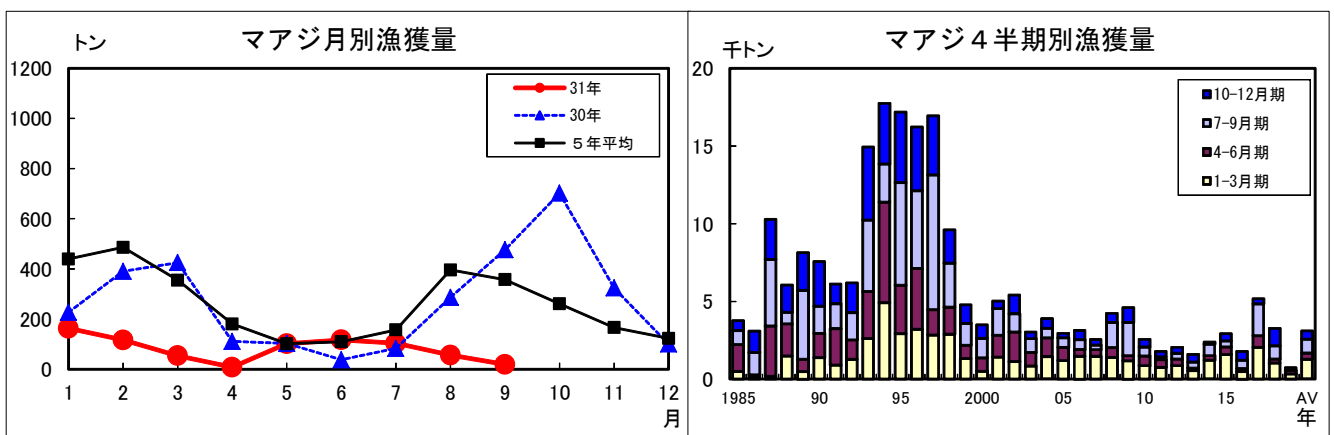 トン
マアジ月別漁獲量
1200
1000
800
600
400
200
0
31年
30年
５年平均
1 2 3 4 5 6 7 8 9 10 11 12
月
千トン
マアジ４半期別漁獲量
20
15
10
5
0
10-12月期
7-9月期
4-6月期
1-3月期
1985 90 95 2000 05 10 15 AV
年